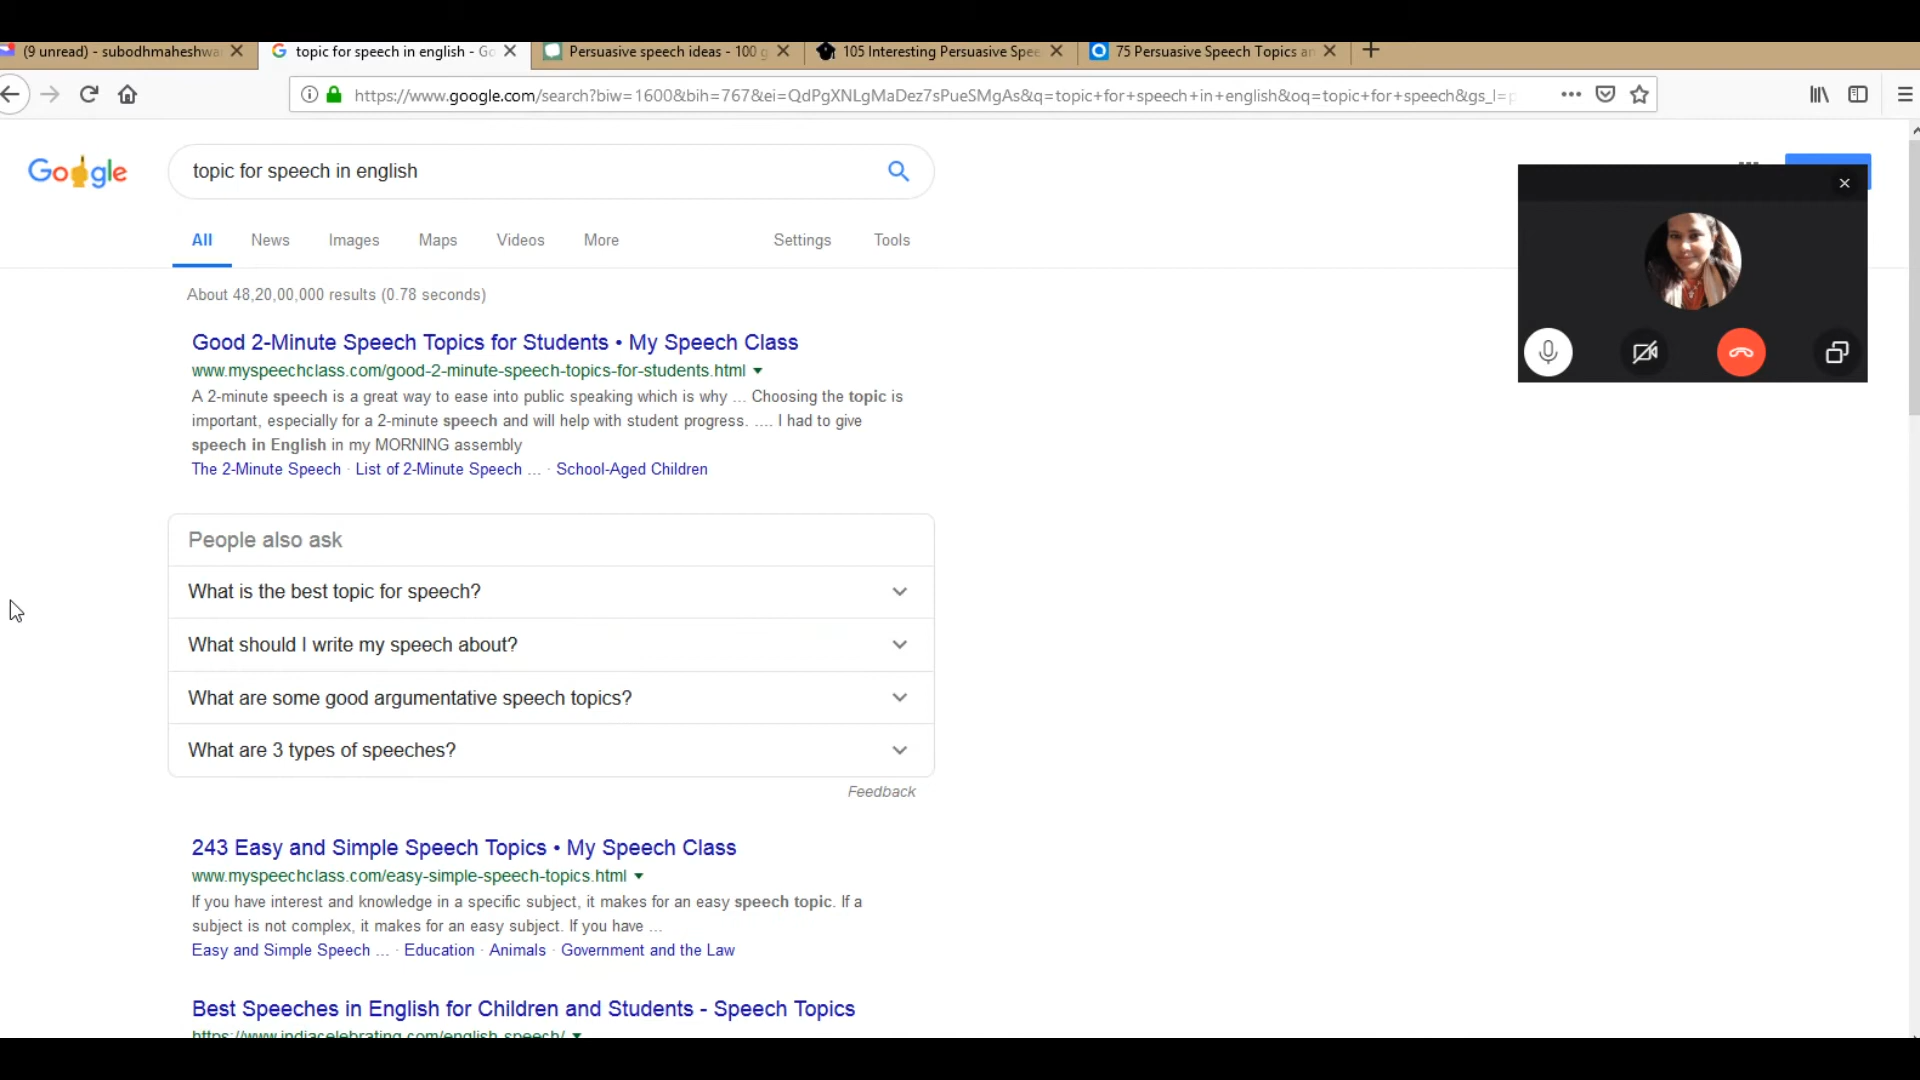 (9 unread) - subodhmaheshwa
topic for speech in english - Go
Persuasive speech ideas - 100 g
105 Interesting Persuasive Spee
75 Persuasive Speech Topics an
https://www.google.com/search?biw=1600&bih=767&ei=QdPgXNLgMaDez7sPueSMgAs&q=topic+for+speech+in+english&oq=topic+for+speech&gs_l=p
Google
topic for speech in english
All News Images Maps Videos More Settings Tools
About 48,20,00,000 results (0.78 seconds)
Good 2-Minute Speech Topics for Students • My Speech Class
www.myspeechclass.com/good-2-minute-speech-topics-for-students.html
A 2-minute speech is a great way to ease into public speaking which is why ... Choosing the topic is
important, especially for a 2-minute speech and will help with student progress. .... I had to give
speech in English in my MORNING assembly
The 2-Minute Speech · List of 2-Minute Speech ... · School-Aged Children
People also ask
What is the best topic for speech?
What should I write my speech about?
What are some good argumentative speech topics?
What are 3 types of speeches?
Feedback
243 Easy and Simple Speech Topics • My Speech Class
www.myspeechclass.com/easy-simple-speech-topics.html
If you have interest and knowledge in a specific subject, it makes for an easy speech topic. If a
subject is not complex, it makes for an easy subject. If you have ...
Easy and Simple Speech ... · Education · Animals · Government and the Law
Best Speeches in English for Children and Students - Speech Topics
https://www.indiacelebrating.com/english-speech/